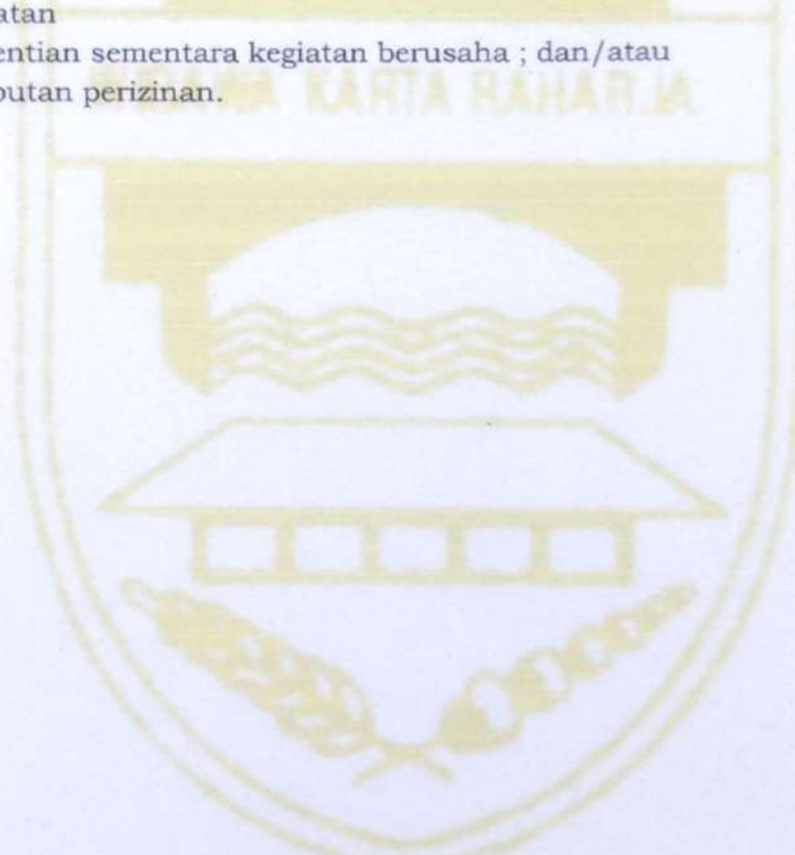 atan
entian sementara kegiatan berusaha ; dan/atau
butan perizinan.
KARTA RAHARJA